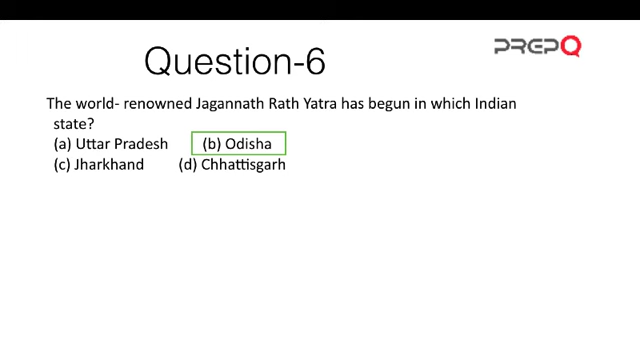 PREPQ
Question-6
The world- renowned Jagannath Rath Yatra has begun in which Indian
state?
(a) Uttar Pradesh (b) Odisha
(c) Jharkhand (d) Chhattisgarh